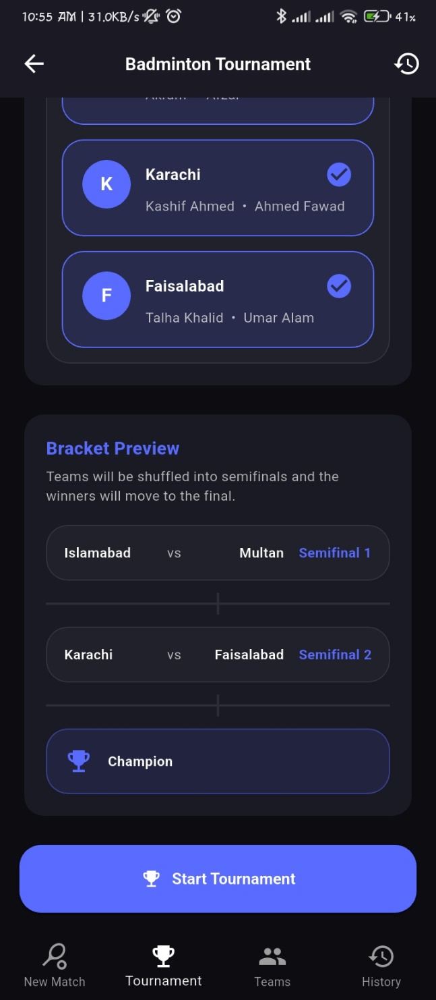 10:55 AM | 31.0KB/s
41%
Badminton Tournament
K
Karachi
Kashif Ahmed • Ahmed Fawad
F
Faisalabad
Talha Khalid • Umar Alam
Bracket Preview
Teams will be shuffled into semifinals and the
winners will move to the final.
Islamabad vs Multan Semifinal 1
Karachi vs Faisalabad Semifinal 2
Champion
Start Tournament
New Match Tournament Teams History